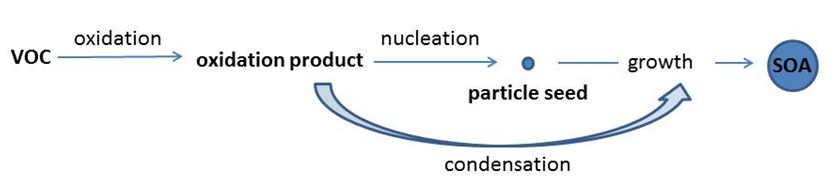 VOC
oxidation
oxidation product
nucleation
particle seed
growth
SOA
condensation